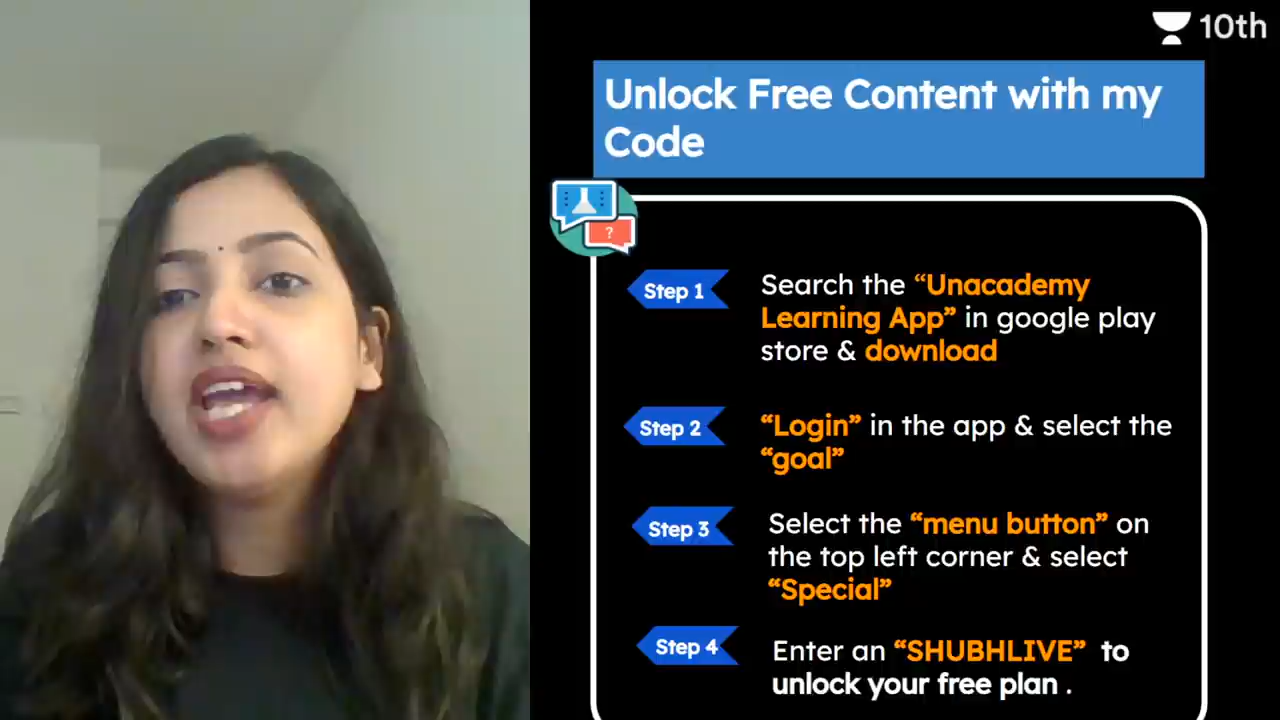 10th
Unlock Free Content with my
Code
?
Step 1
Search the “Unacademy
Learning App” in google play
store & download
Step 2
“Login” in the app & select the
“goal”
Step 3
Select the “menu button” on
the top left corner & select
“Special”
Step 4
Enter an “SHUBHLIVE” to
unlock your free plan .